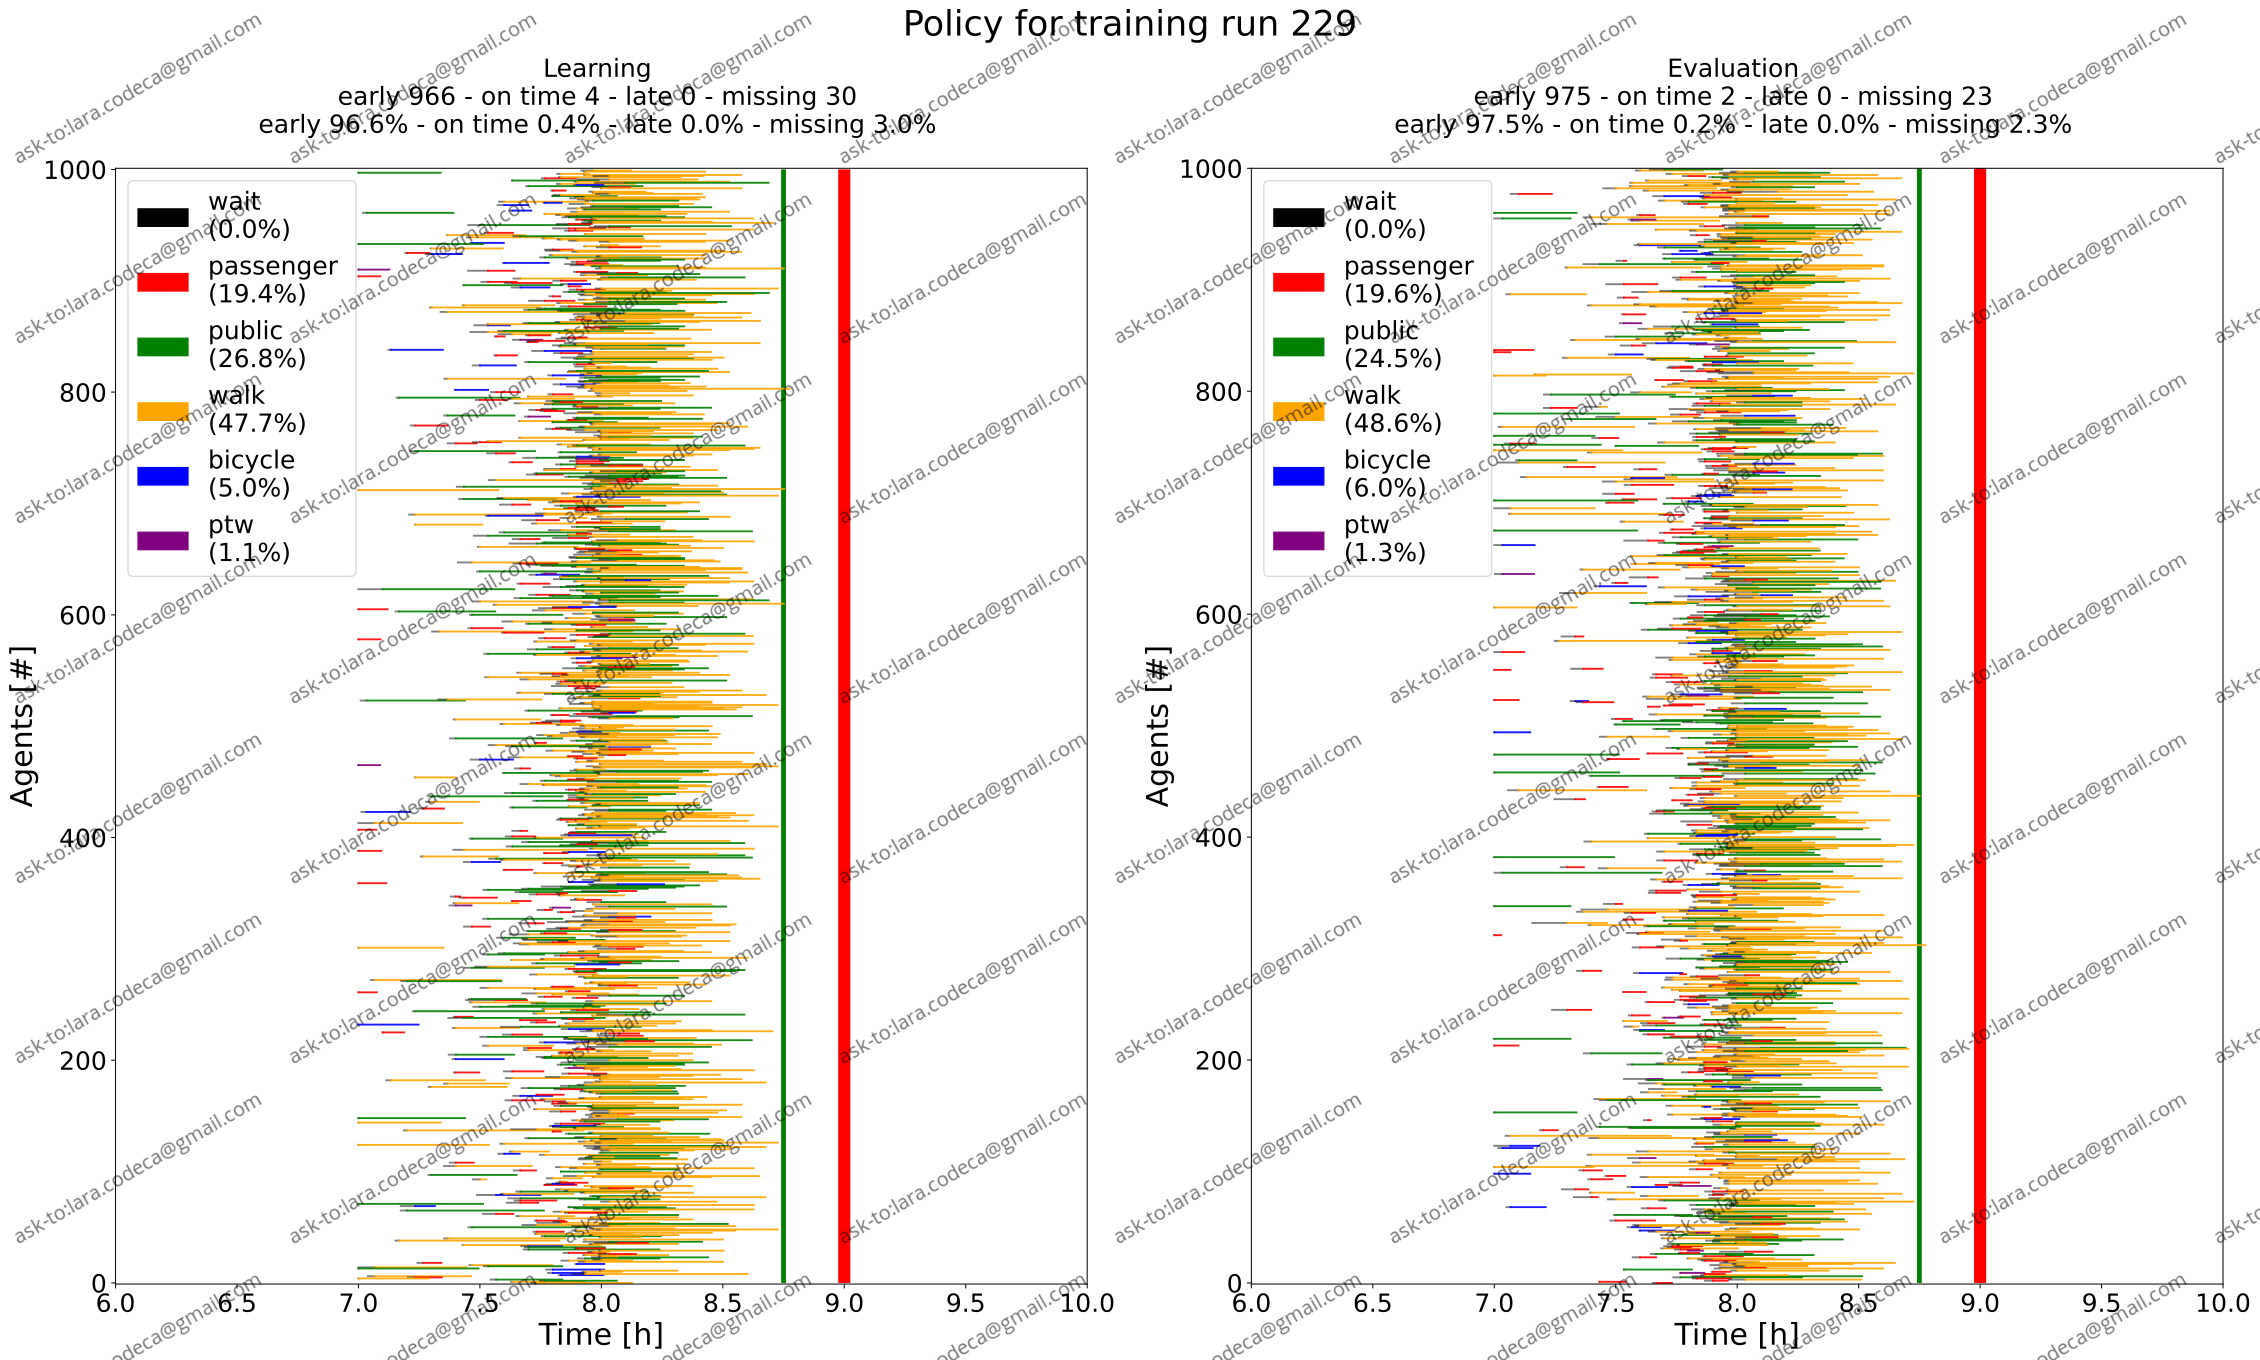 Policy for training run 229
Learning
early 966 - on time 4 - late 0 - missing 30
early 96.6% - on time 0.4% - late 0.0% - missing 3.0%
Evaluation
early 975 - on time 2 - late 0 - missing 23
early 97.5% - on time 0.2% - late 0.0% - missing 2.3%
1000
800
600
400
200
0
Agents [#]
wait
(0.0%)
passenger
(19.4%)
public
(26.8%)
walk
(47.7%)
bicycle
(5.0%)
ptw
(1.1%)
6.0 6.5 7.0 7.5 8.0 8.5 9.0 9.5 10.0
Time [h]
1000
800
600
400
200
0
Agents [#]
wait
(0.0%)
passenger
(19.6%)
public
(24.5%)
walk
(48.6%)
bicycle
(6.0%)
ptw
(1.3%)
6.0 6.5 7.0 7.5 8.0 8.5 9.0 9.5 10.0
Time [h]
ask-to:lara.codeca@gmail.com